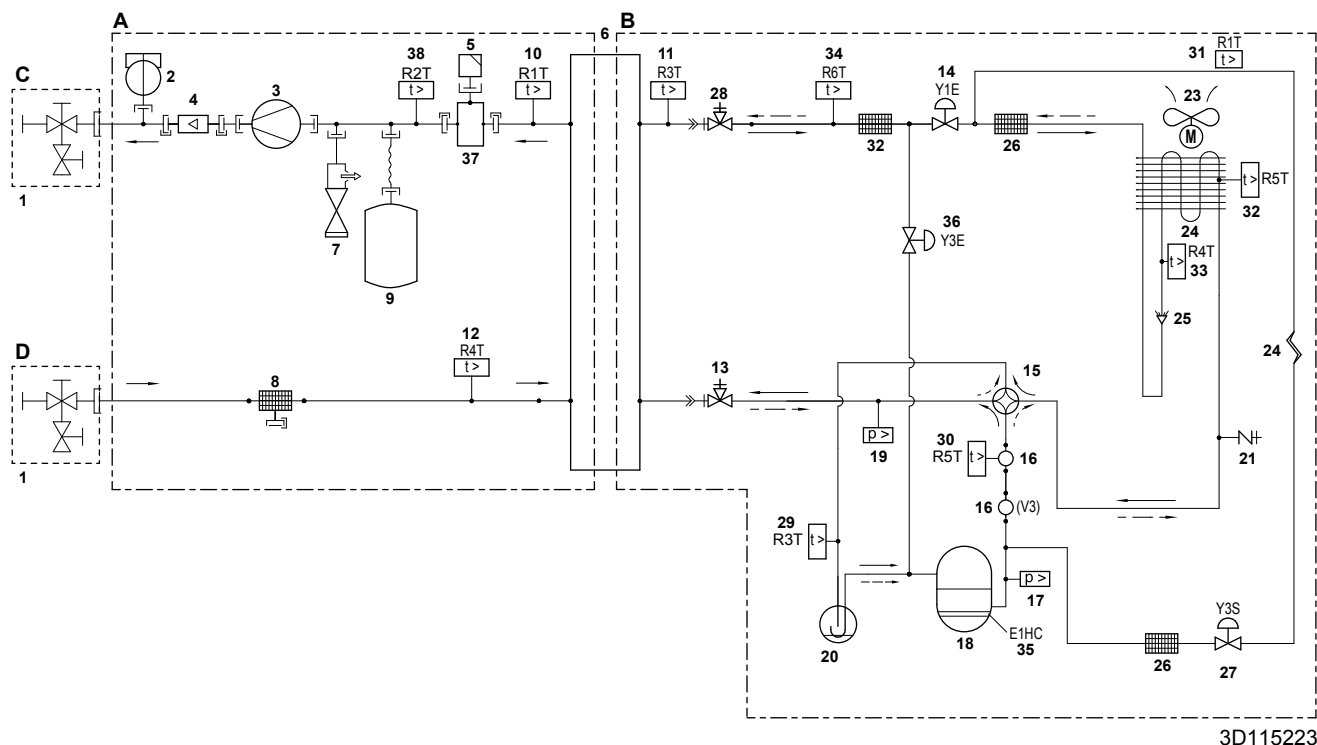 A
6
B
C
2
4
3
38
R2T
t >
5
10
R1T
t >
11
R3T
t >
28
34
R6T
t >
14
Y1E
31
R1T
t >
23
M
37
32
26
t >
R5T
32
24
1
7
9
36
Y3E
R4T
t >
33
25
24
D
8
12
R4T
t >
13
15
1
p >
19
30
R5T
t >
16
21
16
(V3)
29
R3T
t >
p >
17
E1HC
35
20
18
26
Y3S
27
3D115223